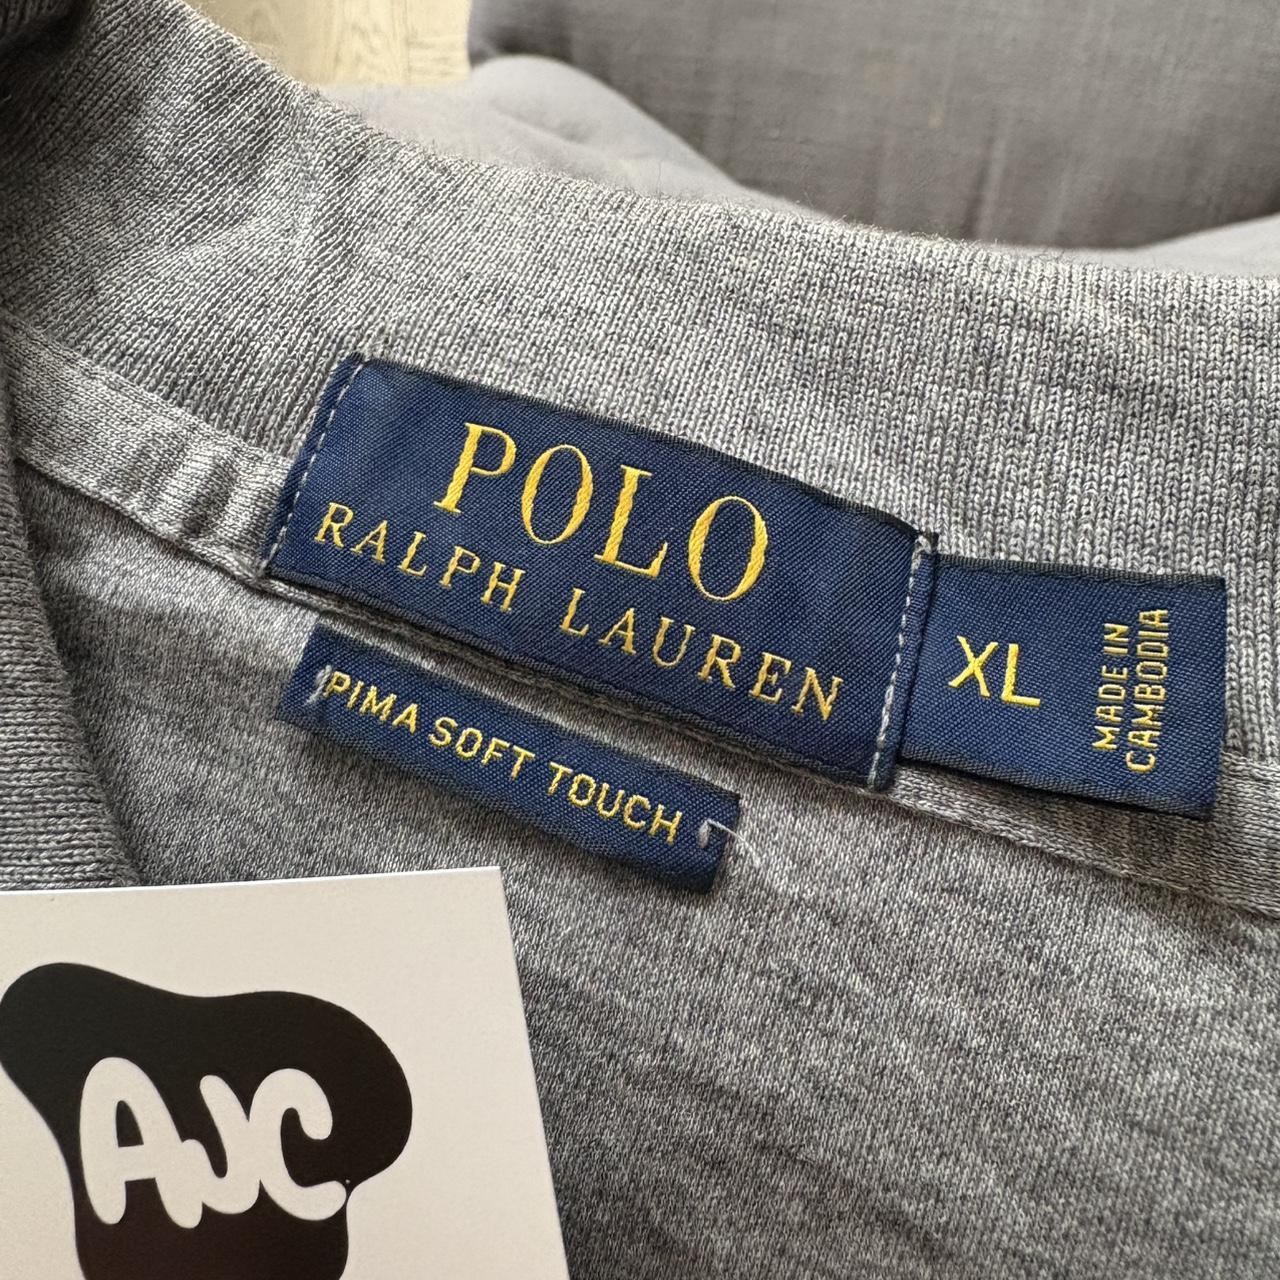 POLO
RALPH LAUREN
XL
MADE IN
CAMBODIA
PIMA SOFT TOUCH
AJC